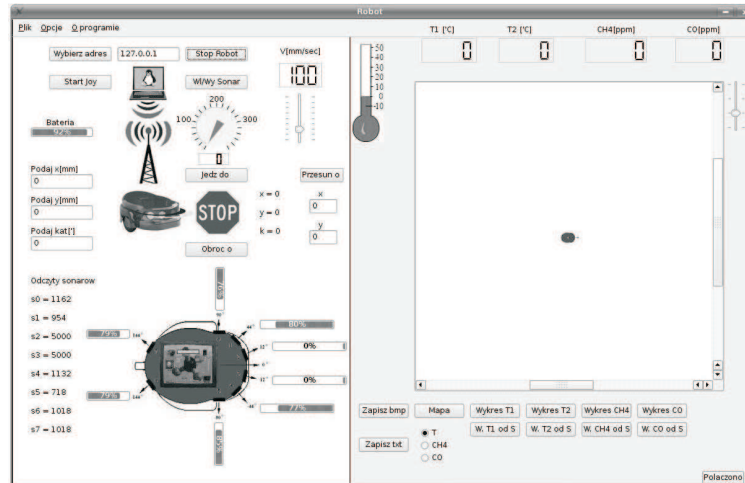 Robot
Plik Opcje O programie
Wybierz adres 127.0.0.1 Stop Robot V[mm/sec]
Start Joy Wl/Wy Sonar 100
200
100 300
Bateria
92%
0
Podaj x[mm]
0
Jedz do Przesun o
Podaj y[mm]
0
STOP
x = 0
y = 0
k = 0
x
0
y
0
Podaj kat[']
0
Obroc o
Odczyty sonarow
s0 = 1162
s1 = 954
s2 = 5000
s3 = 5000
s4 = 1132
s5 = 718
s6 = 1018
s7 = 1018
80%
79%
0%
0%
79%
77%
T1 ['C] T2 ['C] CH4[ppm] CO[ppm]
0 0 0 0
50
40
30
20
10
0
-10
Zapisz bmp Mapa Wykres T1 Wykres T2 Wykres CH4 Wykres CO
W. T1 od S W. T2 od S W. CH4 od S W. CO od S
Zapisz txt
T
CH4
CO
Polaczono